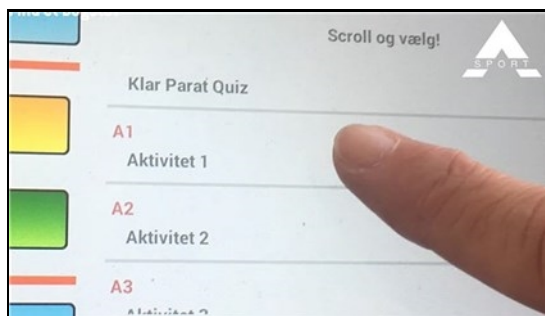 Scroll og vælg!
SPORT
Klar Parat Quiz
A1
Aktivitet 1
A2
Aktivitet 2
A3